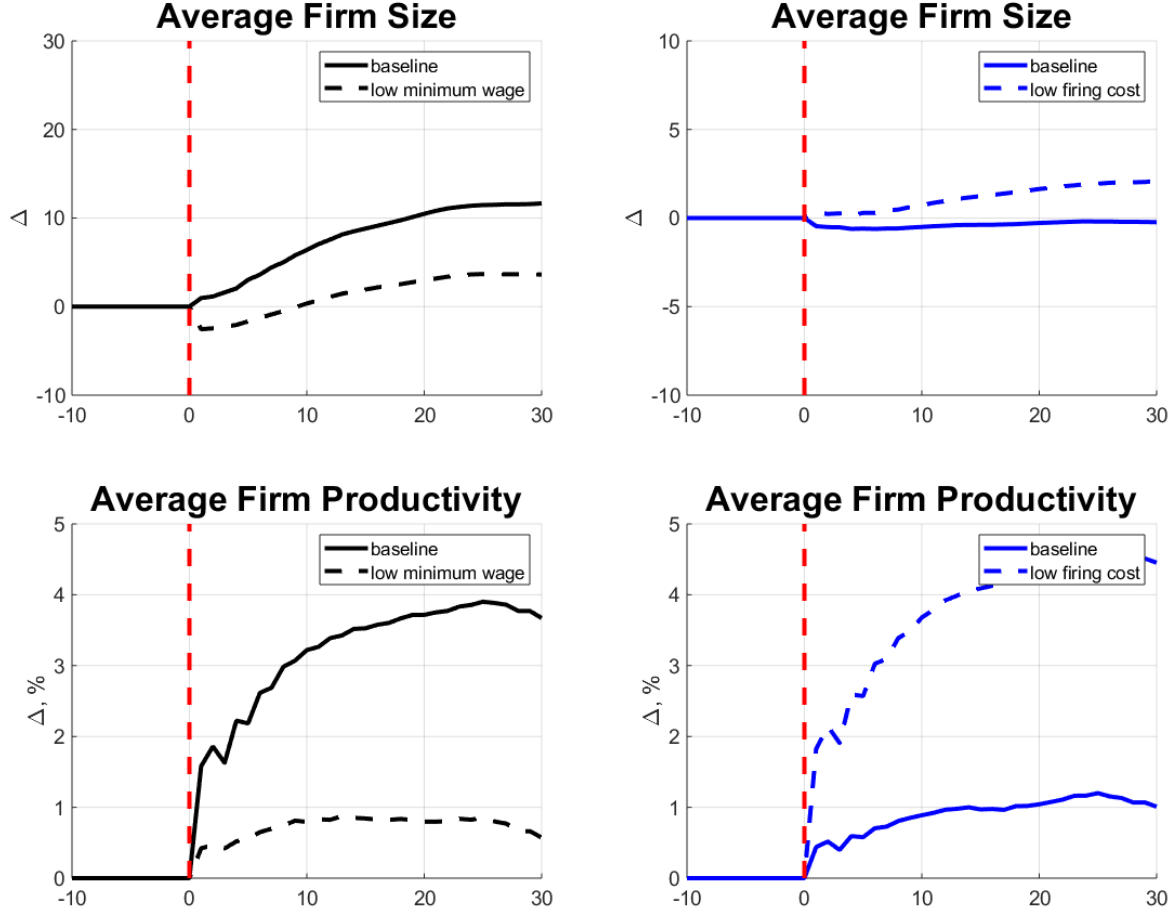 Average Firm Size
30
20
10
0
-10
Δ
-10
0
10
20
30
baseline
low minimum wage
Average Firm Size
10
5
0
-5
-10
Δ
-10
0
10
20
30
baseline
low firing cost
Average Firm Productivity
5
4
3
2
1
0
Δ, %
-10
0
10
20
30
baseline
low minimum wage
Average Firm Productivity
5
4
3
2
1
0
Δ, %
-10
0
10
20
30
baseline
low firing cost